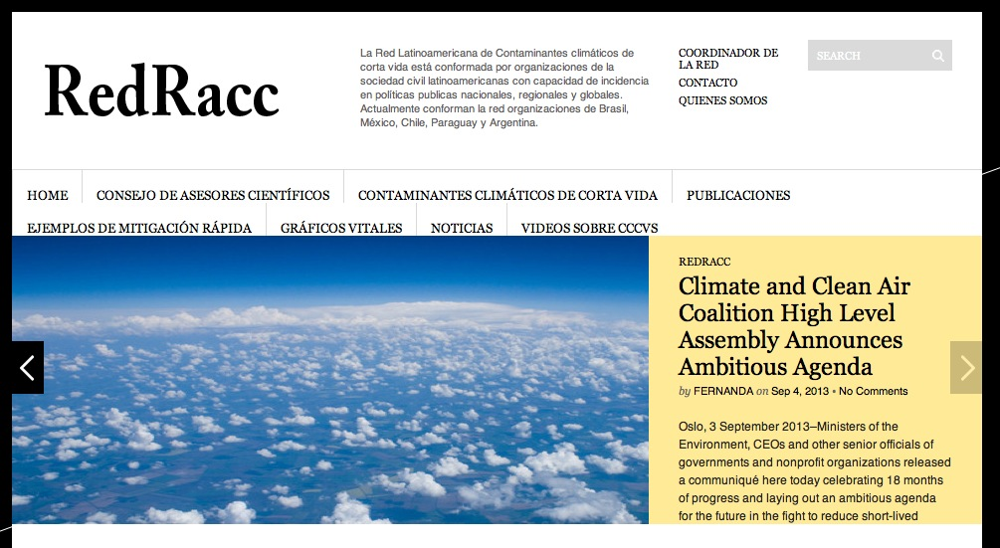 RedRacc
La Red Latinoamericana de Contaminantes climáticos de
corta vida está conformada por organizaciones de la
sociedad civil latinoamericanas con capacidad de incidencia
en políticas publicas nacionales, regionales y globales.
Actualmente conforman la red organizaciones de Brasil,
México, Chile, Paraguay y Argentina.
COORDINADOR DE
LA RED
CONTACTO
QUIENES SOMOS
SEARCH
HOME CONSEJO DE ASESORES CIENTÍFICOS CONTAMINANTES CLIMÁTICOS DE CORTA VIDA PUBLICACIONES
EJEMPLOS DE MITIGACIÓN RÁPIDA GRÁFICOS VITALES NOTICIAS VIDEOS SOBRE CCCVS
REDRACC
Climate and Clean Air
Coalition High Level
Assembly Announces
Ambitious Agenda
by FERNANDA on Sep 4, 2013 • No Comments
Oslo, 3 September 2013–Ministers of the
Environment, CEOs and other senior officials of
governments and nonprofit organizations released
a communiqué here today celebrating 18 months
of progress and laying out an ambitious agenda
for the future in the fight to reduce short-lived